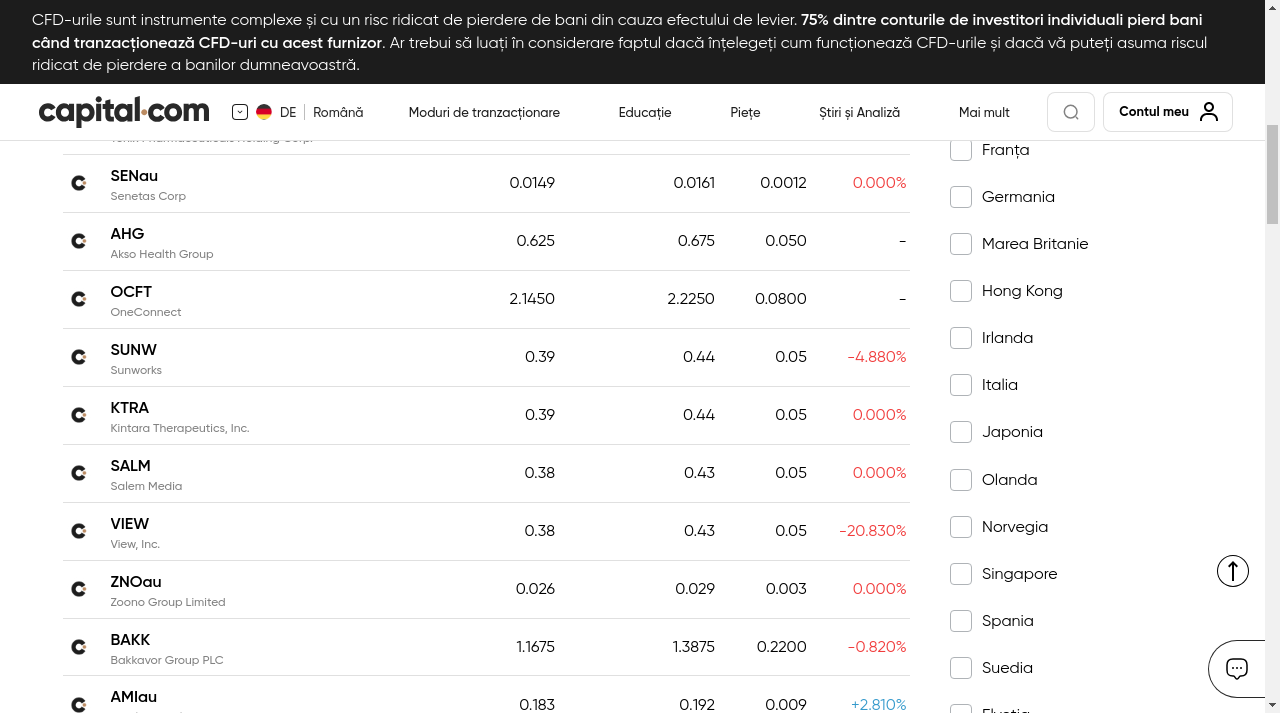 CFD-urile sunt instrumente complexe și cu un risc ridicat de pierdere de bani din cauza efectului de levier. 75% dintre conturile de investitori individuali pierd bani
când tranzacționează CFD-uri cu acest furnizor. Ar trebui să luați în considerare faptul dacă înțelegeți cum funcționează CFD-urile și dacă vă puteți asuma riscul
ridicat de pierdere a banilor dumneavoastră.
capital.com DE Română Moduri de tranzacționare Educație Piețe Știri și Analiză Mai mult Contul meu
Franța
SENau 0.0149 0.0161 0.0012 0.000%
Senetas Corp
Germania
AHG 0.625 0.675 0.050 -
Akso Health Group
Marea Britanie
OCFT 2.1450 2.2250 0.0800 -
OneConnect
Hong Kong
SUNW 0.39 0.44 0.05 -4.880%
Sunworks
Irlanda
Italia
KTRA 0.39 0.44 0.05 0.000%
Kintara Therapeutics, Inc.
Japonia
SALM 0.38 0.43 0.05 0.000%
Salem Media
Olanda
VIEW 0.38 0.43 0.05 -20.830%
View, Inc.
Norvegia
ZNOau 0.026 0.029 0.003 0.000%
Zoono Group Limited
Singapore
Spania
BAKK 1.1675 1.3875 0.2200 -0.820%
Bakkavor Group PLC
Suedia
AMIau 0.183 0.192 0.009 +2.810%